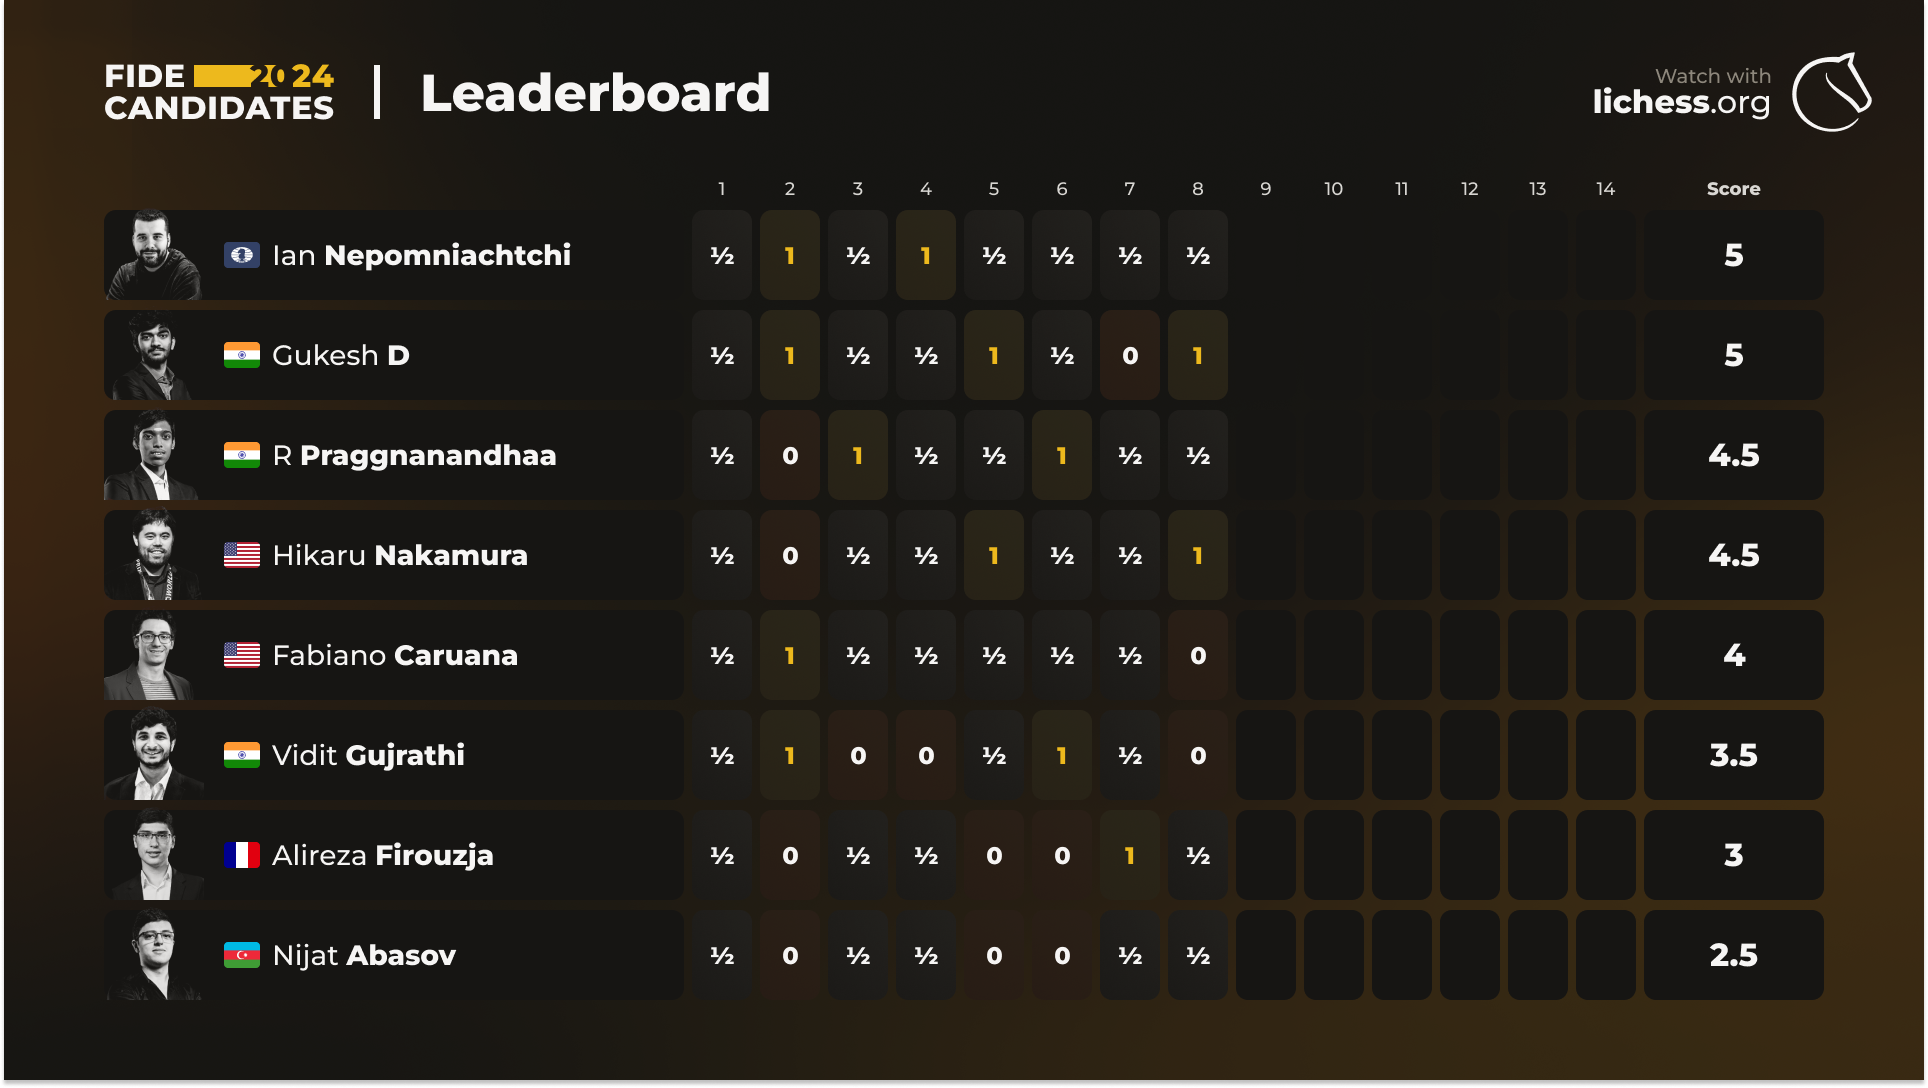 FIDE 2024
CANDIDATES
Leaderboard
Watch with
lichess.org
1 2 3 4 5 6 7 8 9 10 11 12 13 14 Score
Ian Nepomniachtchi ½ 1 ½ 1 ½ ½ ½ ½ 5
Gukesh D ½ 1 ½ ½ 1 ½ 0 1 5
R Praggnanandhaa ½ 0 1 ½ ½ 1 ½ ½ 4.5
Hikaru Nakamura ½ 0 ½ ½ 1 ½ ½ 1 4.5
Fabiano Caruana ½ 1 ½ ½ ½ ½ ½ 0 4
Vidit Gujrathi ½ 1 0 0 ½ 1 ½ 0 3.5
Alireza Firouzja ½ 0 ½ ½ 0 0 1 ½ 3
Nijat Abasov ½ 0 ½ ½ 0 0 ½ ½ 2.5